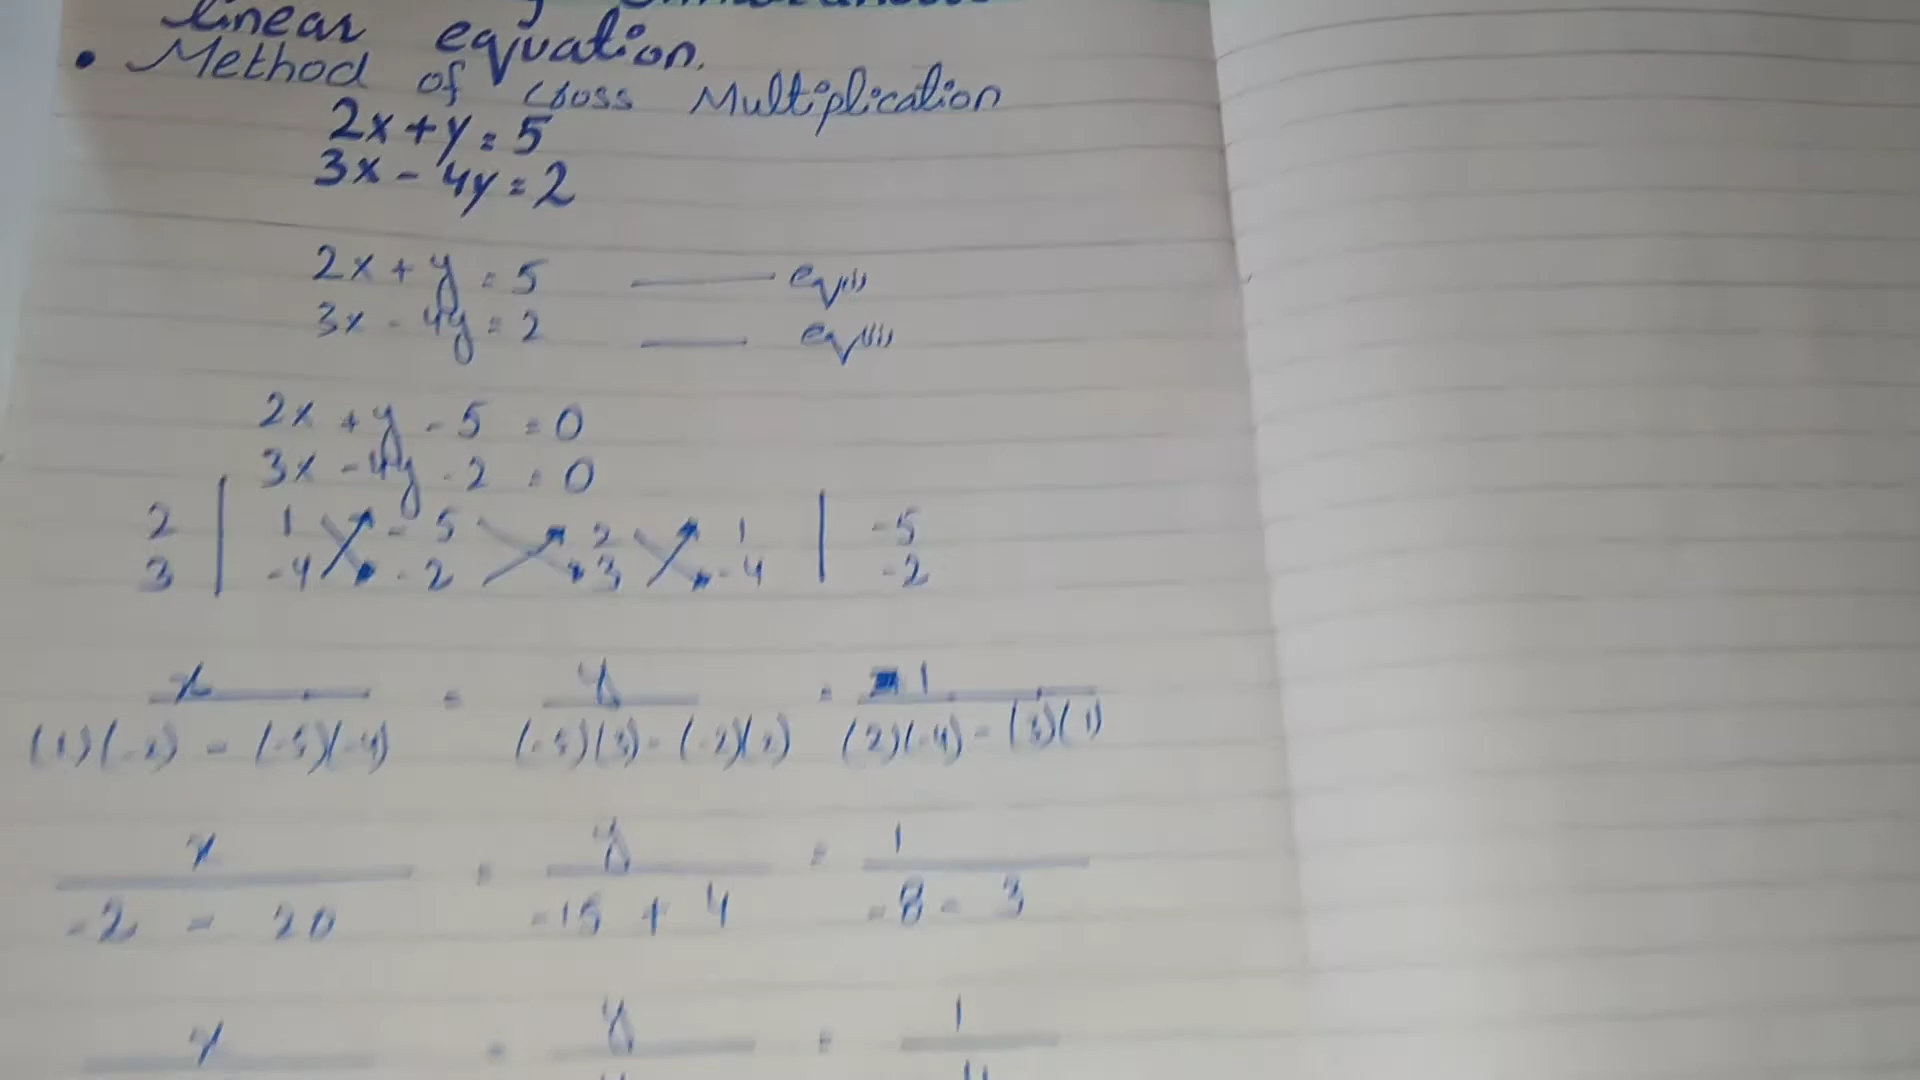 linear equation.
• Method of Cross Multiplication
2x + y = 5
3x - 4y = 2
2x + y = 5 —— eq(i)
3x - 4y = 2 —— eq(ii)
2x + y - 5 = 0
3x - 4y - 2 = 0
2 | 1 - 5 2 1 | -5
3 | -4 - 2 3 -4 | -2
x = y = 1
(1)(-2) - (-5)(-4) (-5)(3) - (-2)(2) (2)(-4) - (3)(1)
x = y = 1
-2 - 20 -15 + 4 -8 - 3
x = y = 1